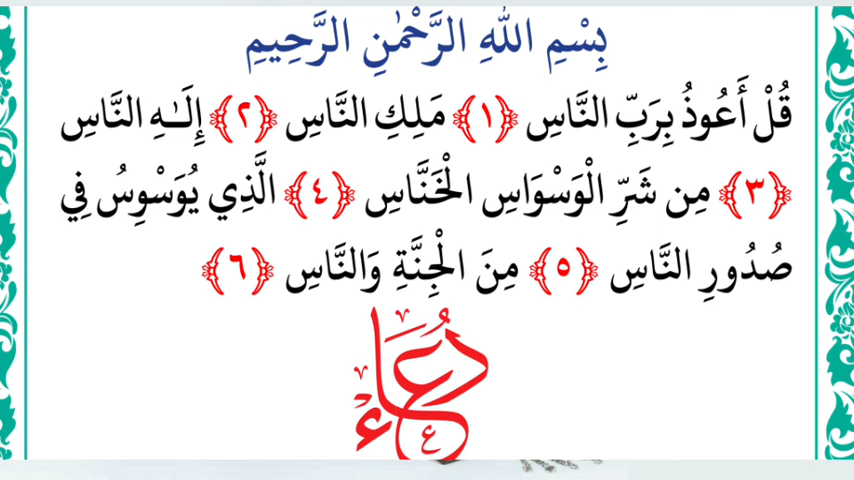 بِسْمِ اللهِ الرَّحْمٰنِ الرَّحِيمِ
قُلْ أَعُوذُ بِرَبِّ النَّاسِ ﴿١﴾ مَلِكِ النَّاسِ ﴿٢﴾ إِلَـٰهِ النَّاسِ
﴿٣﴾ مِن شَرِّ الْوَسْوَاسِ الْخَنَّاسِ ﴿٤﴾ الَّذِي يُوَسْوِسُ فِي
صُدُورِ النَّاسِ ﴿٥﴾ مِنَ الْجِنَّةِ وَالنَّاسِ ﴿٦﴾
دُعَاء